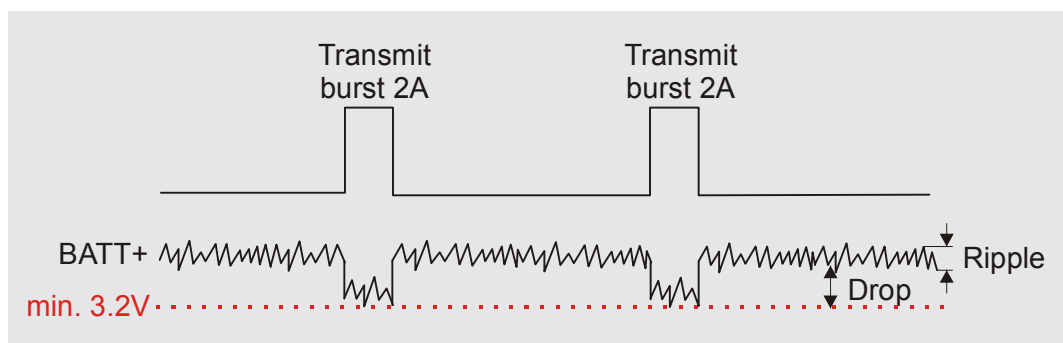 Transmit
burst 2A
Transmit
burst 2A
BATT+
Ripple
Drop
min. 3.2V